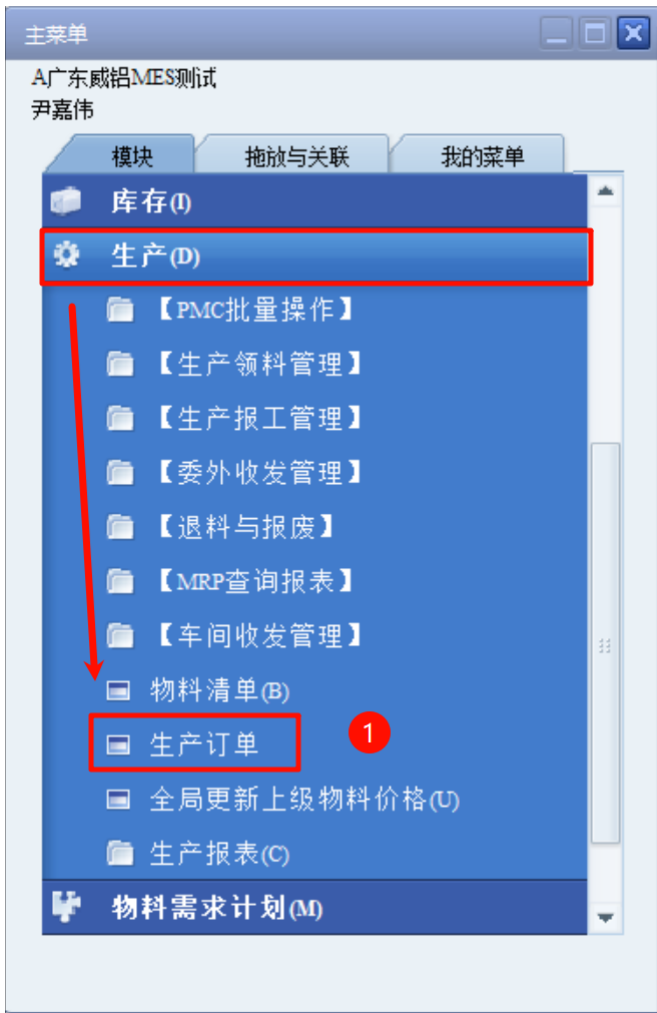 主菜单
A广东威铝MES测试
尹嘉伟
模块 拖放与关联 我的菜单
库存(I)
生产(D)
【PMC批量操作】
【生产领料管理】
【生产报工管理】
【委外收发管理】
【退料与报废】
【MRP查询报表】
【车间收发管理】
物料清单(B)
生产订单 1
全局更新上级物料价格(U)
生产报表(C)
物料需求计划(M)